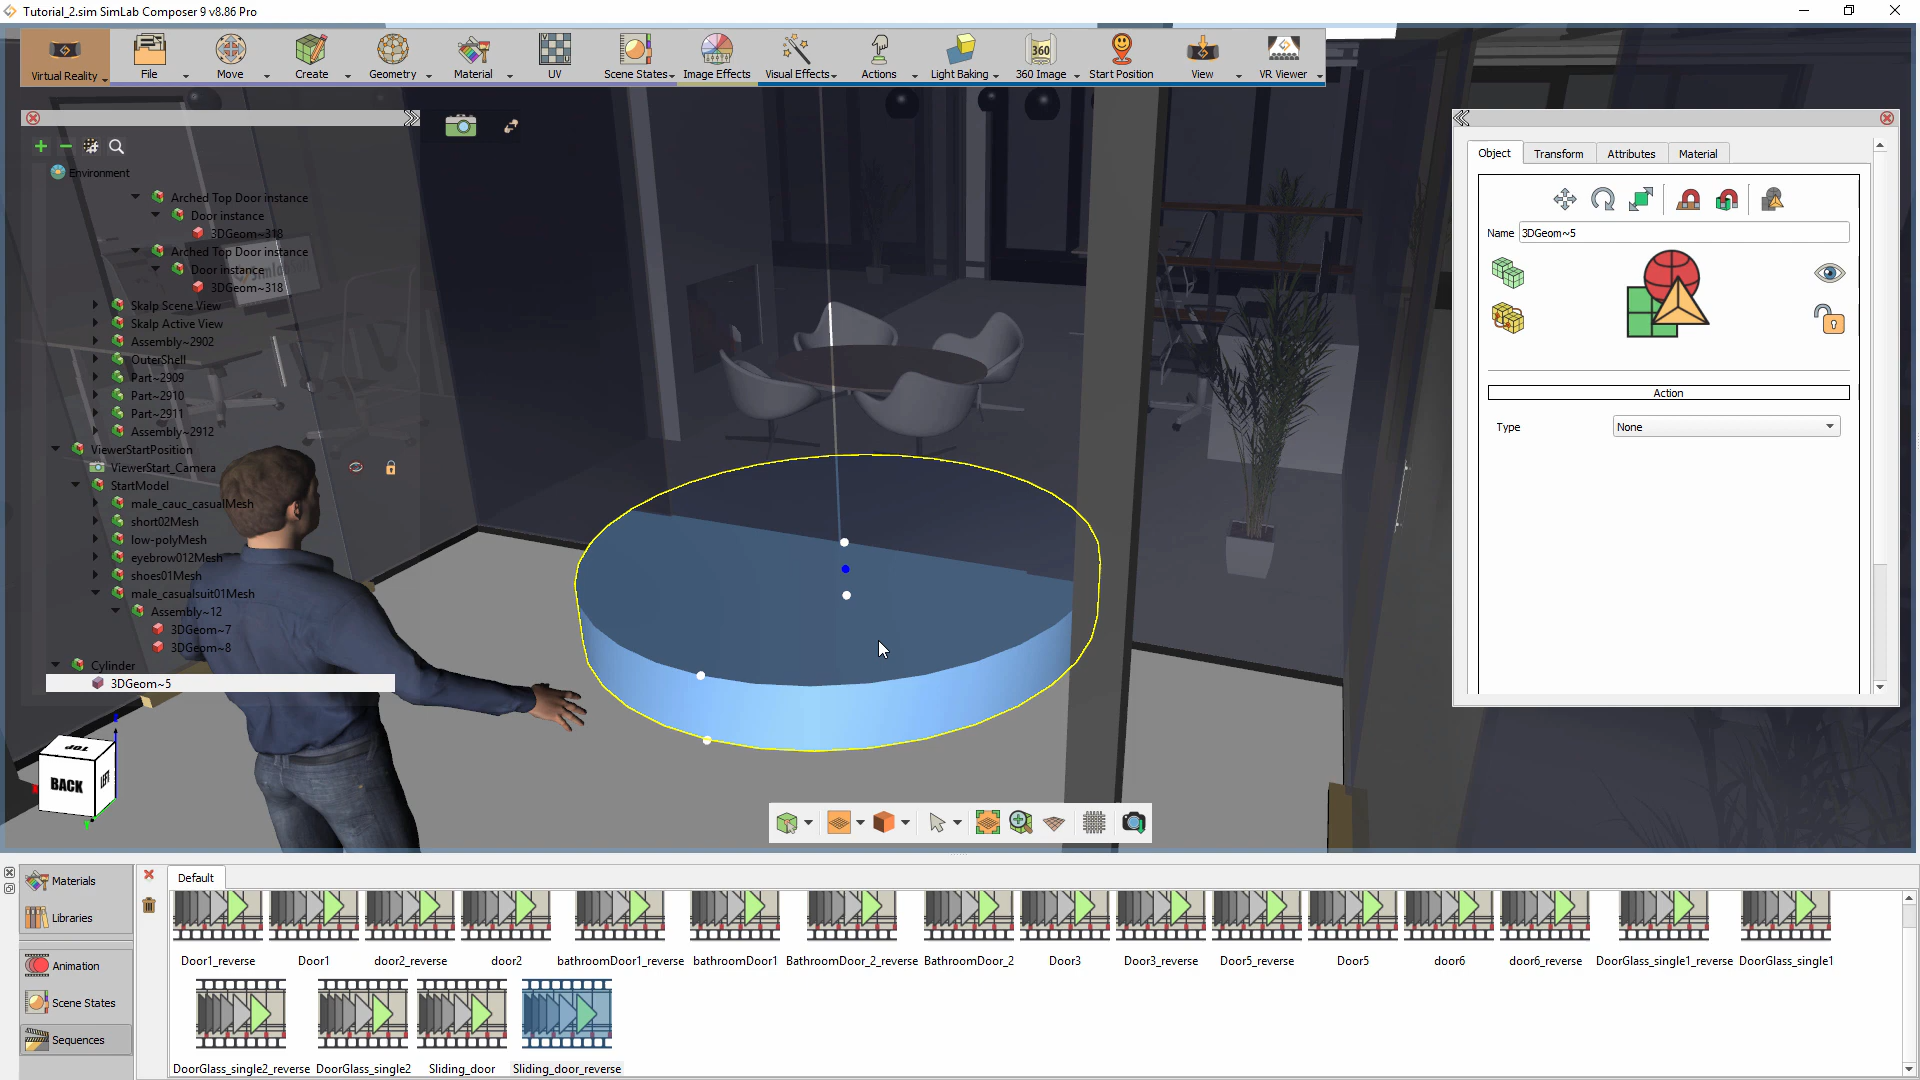 Tutorial_2.sim SimLab Composer 9 v8.86 Pro
Virtual Reality
File
Move
Create
Geometry
Material
UV
Scene States
Image Effects
Visual Effects
Actions
Light Baking
360
360 Image
Start Position
View
VR Viewer
Environment
Arched Top Door instance
Door instance
3DGeom~318
Arched Top Door instance
Door instance
3DGeom~318
Skalp Scene View
Skalp Active View
Assembly~2902
OuterShell
Part~2909
Part~2910
Part~2911
Assembly~2912
ViewerStartPosition
ViewerStart_Camera
StartModel
male_cauc_casualMesh
short02Mesh
low-polyMesh
eyebrow012Mesh
shoes01Mesh
male_casualsuit01Mesh
Assembly~12
3DGeom~7
3DGeom~8
Cylinder
3DGeom~5
TOP
BACK
LEFT
Object
Transform
Attributes
Material
Name
3DGeom~5
Action
Type
None
Materials
Libraries
Animation
Scene States
Sequences
Default
Door1_reverse
Door1
door2_reverse
door2
bathroomDoor1_reverse
bathroomDoor1
BathroomDoor_2_reverse
BathroomDoor_2
Door3
Door3_reverse
Door5_reverse
Door5
door6
door6_reverse
DoorGlass_single1_reverse
DoorGlass_single1
DoorGlass_single2_reverse
DoorGlass_single2
Sliding_door
Sliding_door_reverse